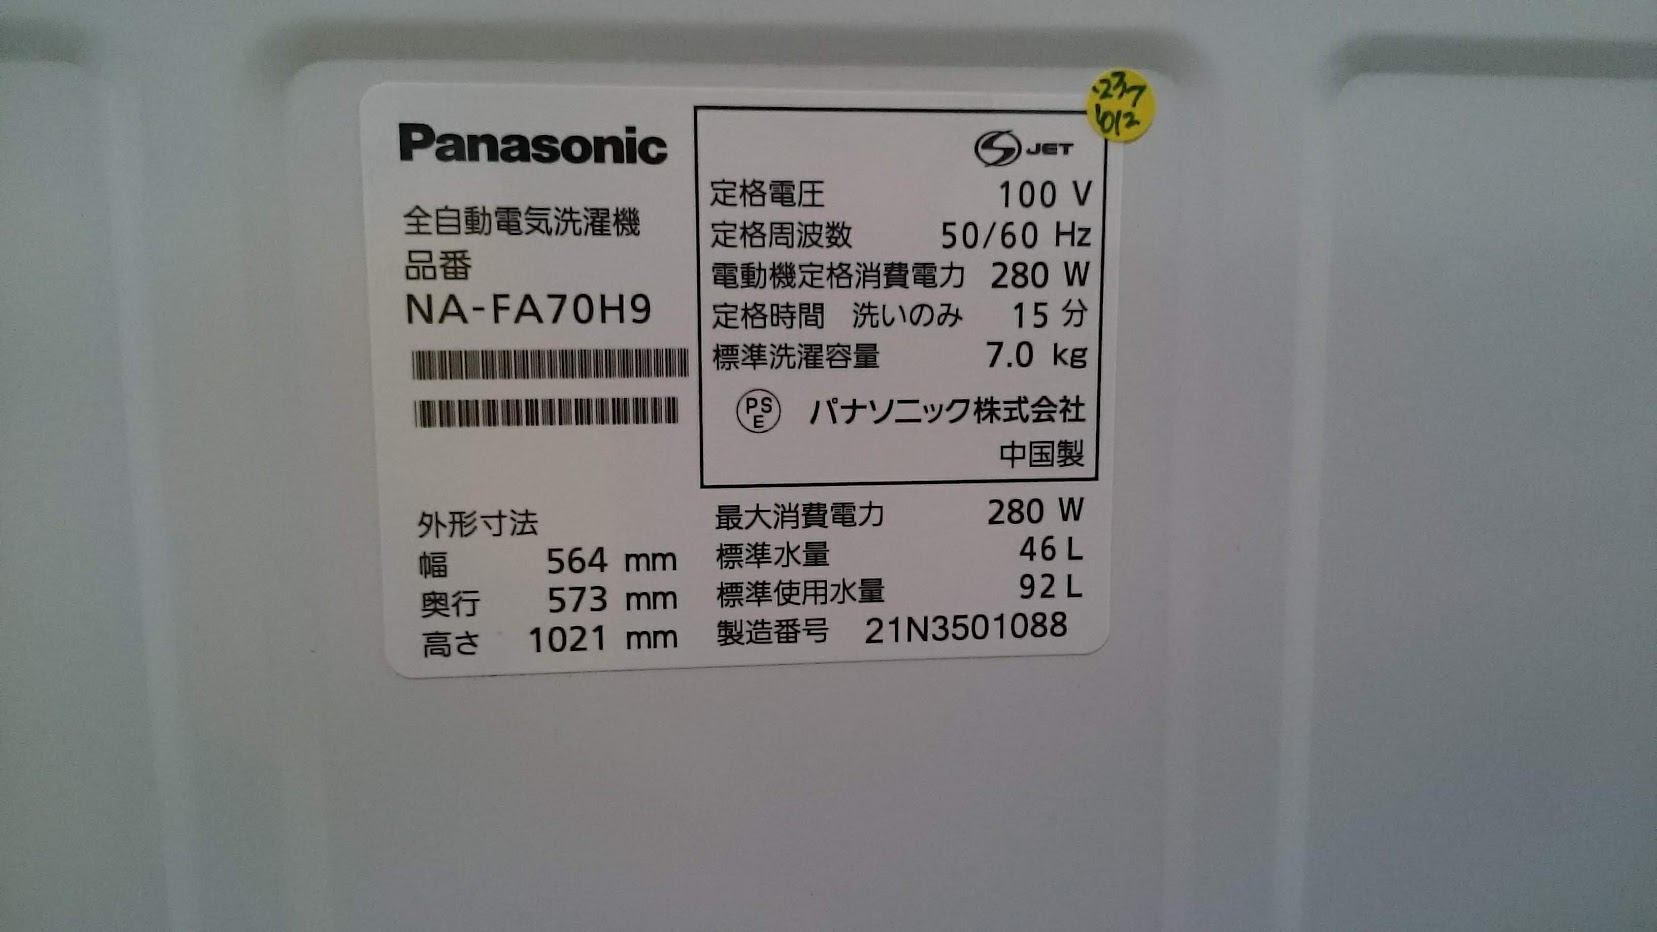 Panasonic
全自動電気洗濯機
品番
NA-FA70H9
外形寸法
幅 564 mm
奥行 573 mm
高さ 1021 mm
JET
定格電圧 100 V
定格周波数 50/60 Hz
電動機定格消費電力 280 W
定格時間 洗いのみ 15 分
標準洗濯容量 7.0 kg
PS
E
パナソニック株式会社
中国製
最大消費電力 280 W
標準水量 46 L
標準使用水量 92 L
製造番号 21N3501088